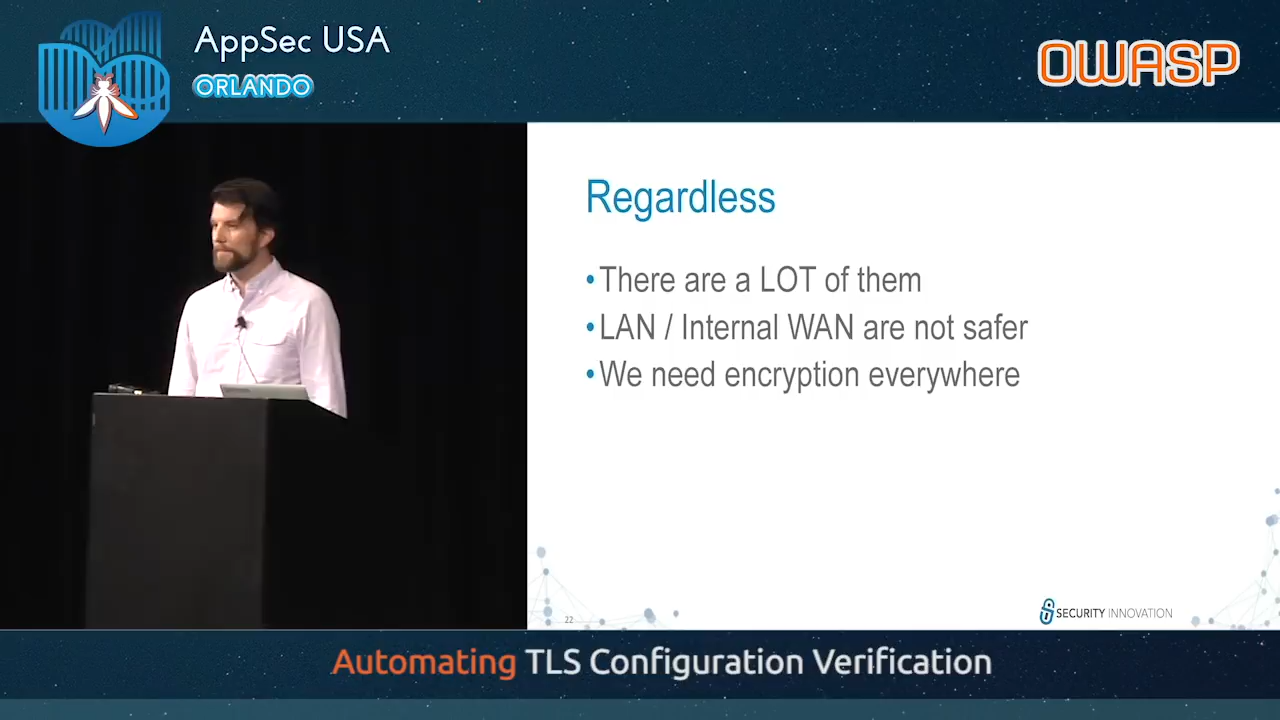 AppSec USA
ORLANDO
OWASP
Regardless
•There are a LOT of them
•LAN / Internal WAN are not safer
•We need encryption everywhere
22
SECURITY INNOVATION
Automating TLS Configuration Verification